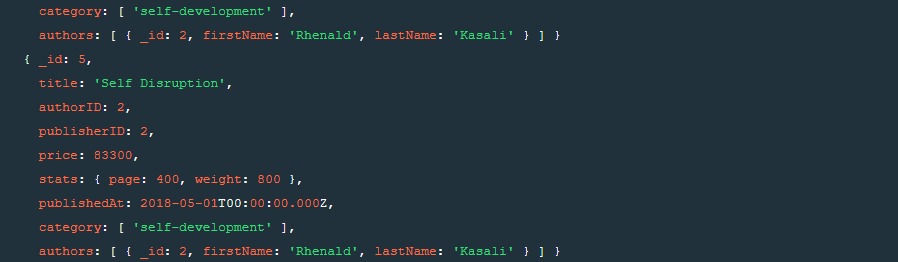 category: [ 'self-development' ],
authors: [ { _id: 2, firstName: 'Rhenald', lastName: 'Kasali' } ] }
{ _id: 5,
title: 'Self Disruption',
authorID: 2,
publisherID: 2,
price: 83300,
stats: { page: 400, weight: 800 },
publishedAt: 2018-05-01T00:00:00.000Z,
category: [ 'self-development' ],
authors: [ { _id: 2, firstName: 'Rhenald', lastName: 'Kasali' } ] }